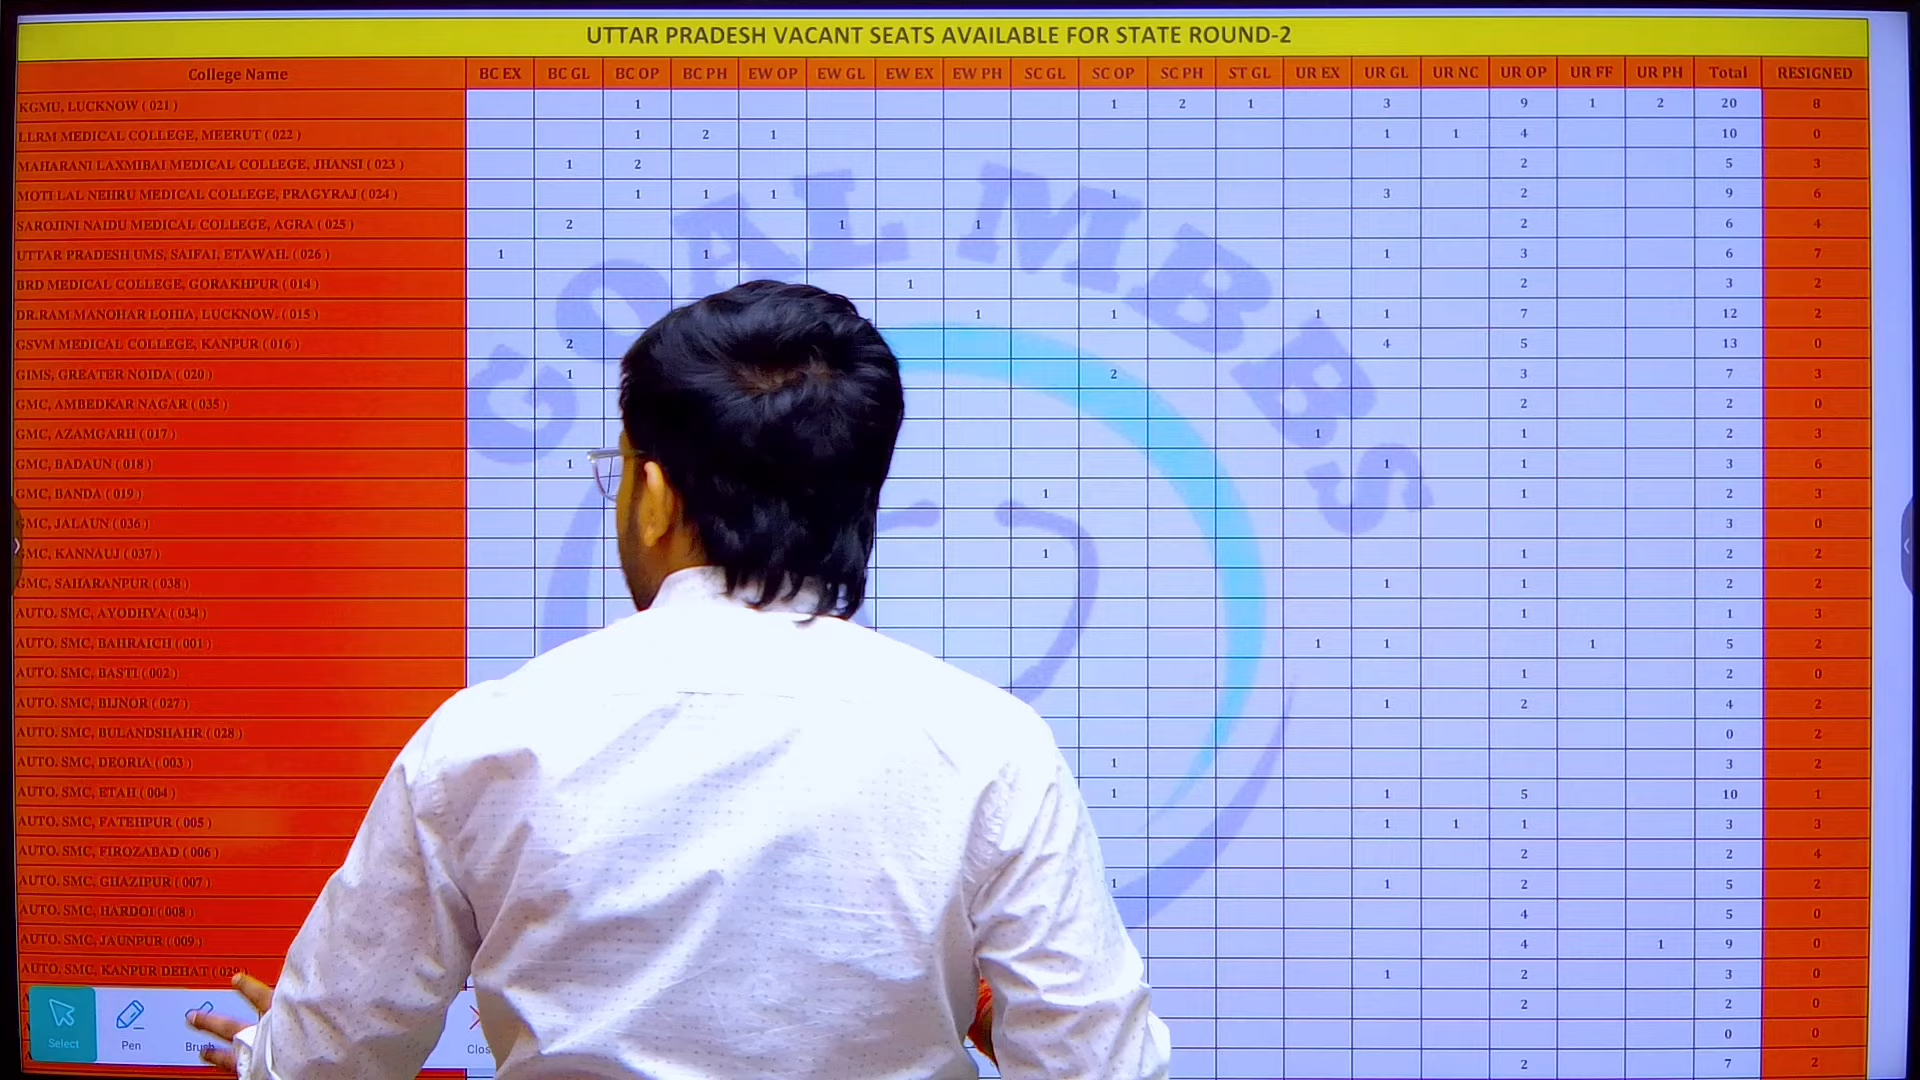 UTTAR PRADESH VACANT SEATS AVAILABLE FOR STATE ROUND-2
College Name BC EX BC GL BC OP BC PH EW OP EW GL EW EX EW PH SC GL SC OP SC PH ST GL UR EX UR GL UR NC UR OP UR FF UR PH Total RESIGNED
KGMU, LUCKNOW ( 021 ) 1 1 2 1 3 9 1 2 20 8
LLRM MEDICAL COLLEGE, MEERUT ( 022 ) 1 2 1 1 1 4 10 0
MAHARANI LAXMIBAI MEDICAL COLLEGE, JHANSI ( 023 ) 1 2 2 5 3
MOTI LAL NEHRU MEDICAL COLLEGE, PRAGYRAJ ( 024 ) 1 1 1 1 3 2 9 6
SAROJINI NAIDU MEDICAL COLLEGE, AGRA ( 025 ) 2 1 1 2 6 4
UTTAR PRADESH UMS, SAIFAI, ETAWAH. ( 026 ) 1 1 1 3 6 7
BRD MEDICAL COLLEGE, GORAKHPUR ( 014 ) 1 2 3 2
DR.RAM MANOHAR LOHIA, LUCKNOW. ( 015 ) 1 1 1 1 7 12 2
GSVM MEDICAL COLLEGE, KANPUR ( 016 ) 2 4 5 13 0
GIMS, GREATER NOIDA ( 020 ) 1 2 3 7 3
GMC, AMBEDKAR NAGAR ( 035 ) 2 2 0
GMC, AZAMGARH ( 017 ) 1 1 2 3
GMC, BADAUN ( 018 ) 1 1 1 3 6
GMC, BANDA ( 019 ) 1 1 2 3
GMC, JALAUN ( 036 ) 3 0
GMC, KANNAUJ ( 037 ) 1 1 2 2
GMC, SAHARANPUR ( 038 ) 1 1 2 2
AUTO. SMC, AYODHYA ( 034 ) 1 1 3
AUTO. SMC, BAHRAICH ( 001 ) 1 1 1 5 2
AUTO. SMC, BASTI ( 002 ) 1 2 0
AUTO. SMC, BIJNOR ( 027 ) 1 2 4 2
AUTO. SMC, BULANDSHAHR ( 028 ) 0 2
AUTO. SMC, DEORIA ( 003 ) 1 3 2
AUTO. SMC, ETAH ( 004 ) 1 1 5 10 1
AUTO. SMC, FATEHPUR ( 005 ) 1 1 1 3 3
AUTO. SMC, FIROZABAD ( 006 ) 2 2 4
AUTO. SMC, GHAZIPUR ( 007 ) 1 1 2 5 2
AUTO. SMC, HARDOI ( 008 ) 4 5 0
AUTO. SMC, JAUNPUR ( 009 ) 4 1 9 0
AUTO. SMC, KANPUR DEHAT ( 029 ) 1 2 3 0
2 2 0
0 0
2 7 2
GOAL MBBS
Select Pen Brush